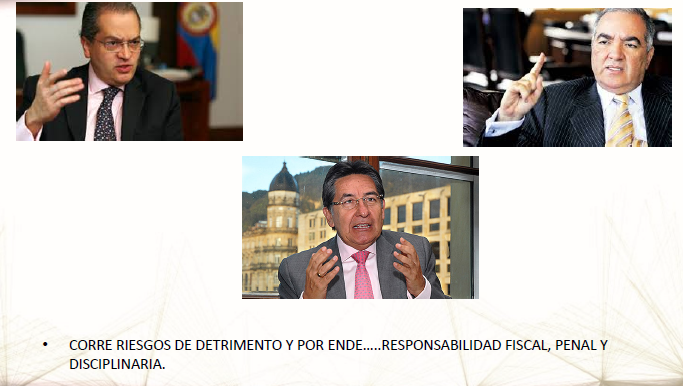 CORRE RIESGOS DE DETRIMENTO Y POR ENDE…..RESPONSABILIDAD FISCAL, PENAL Y
DISCIPLINARIA.